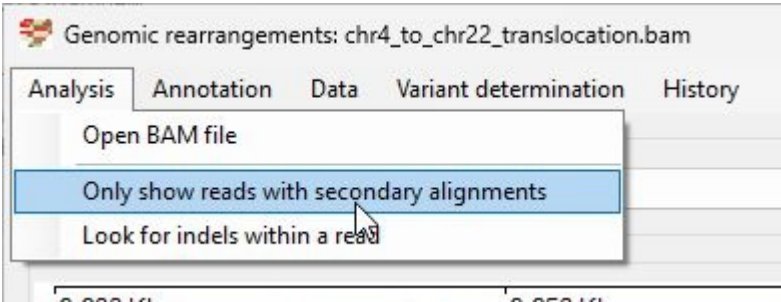 Genomic rearrangements: chr4_to_chr22_translocation.bam
Analysis Annotation Data Variant determination History
Open BAM file
Only show reads with secondary alignments
Look for indels within a read